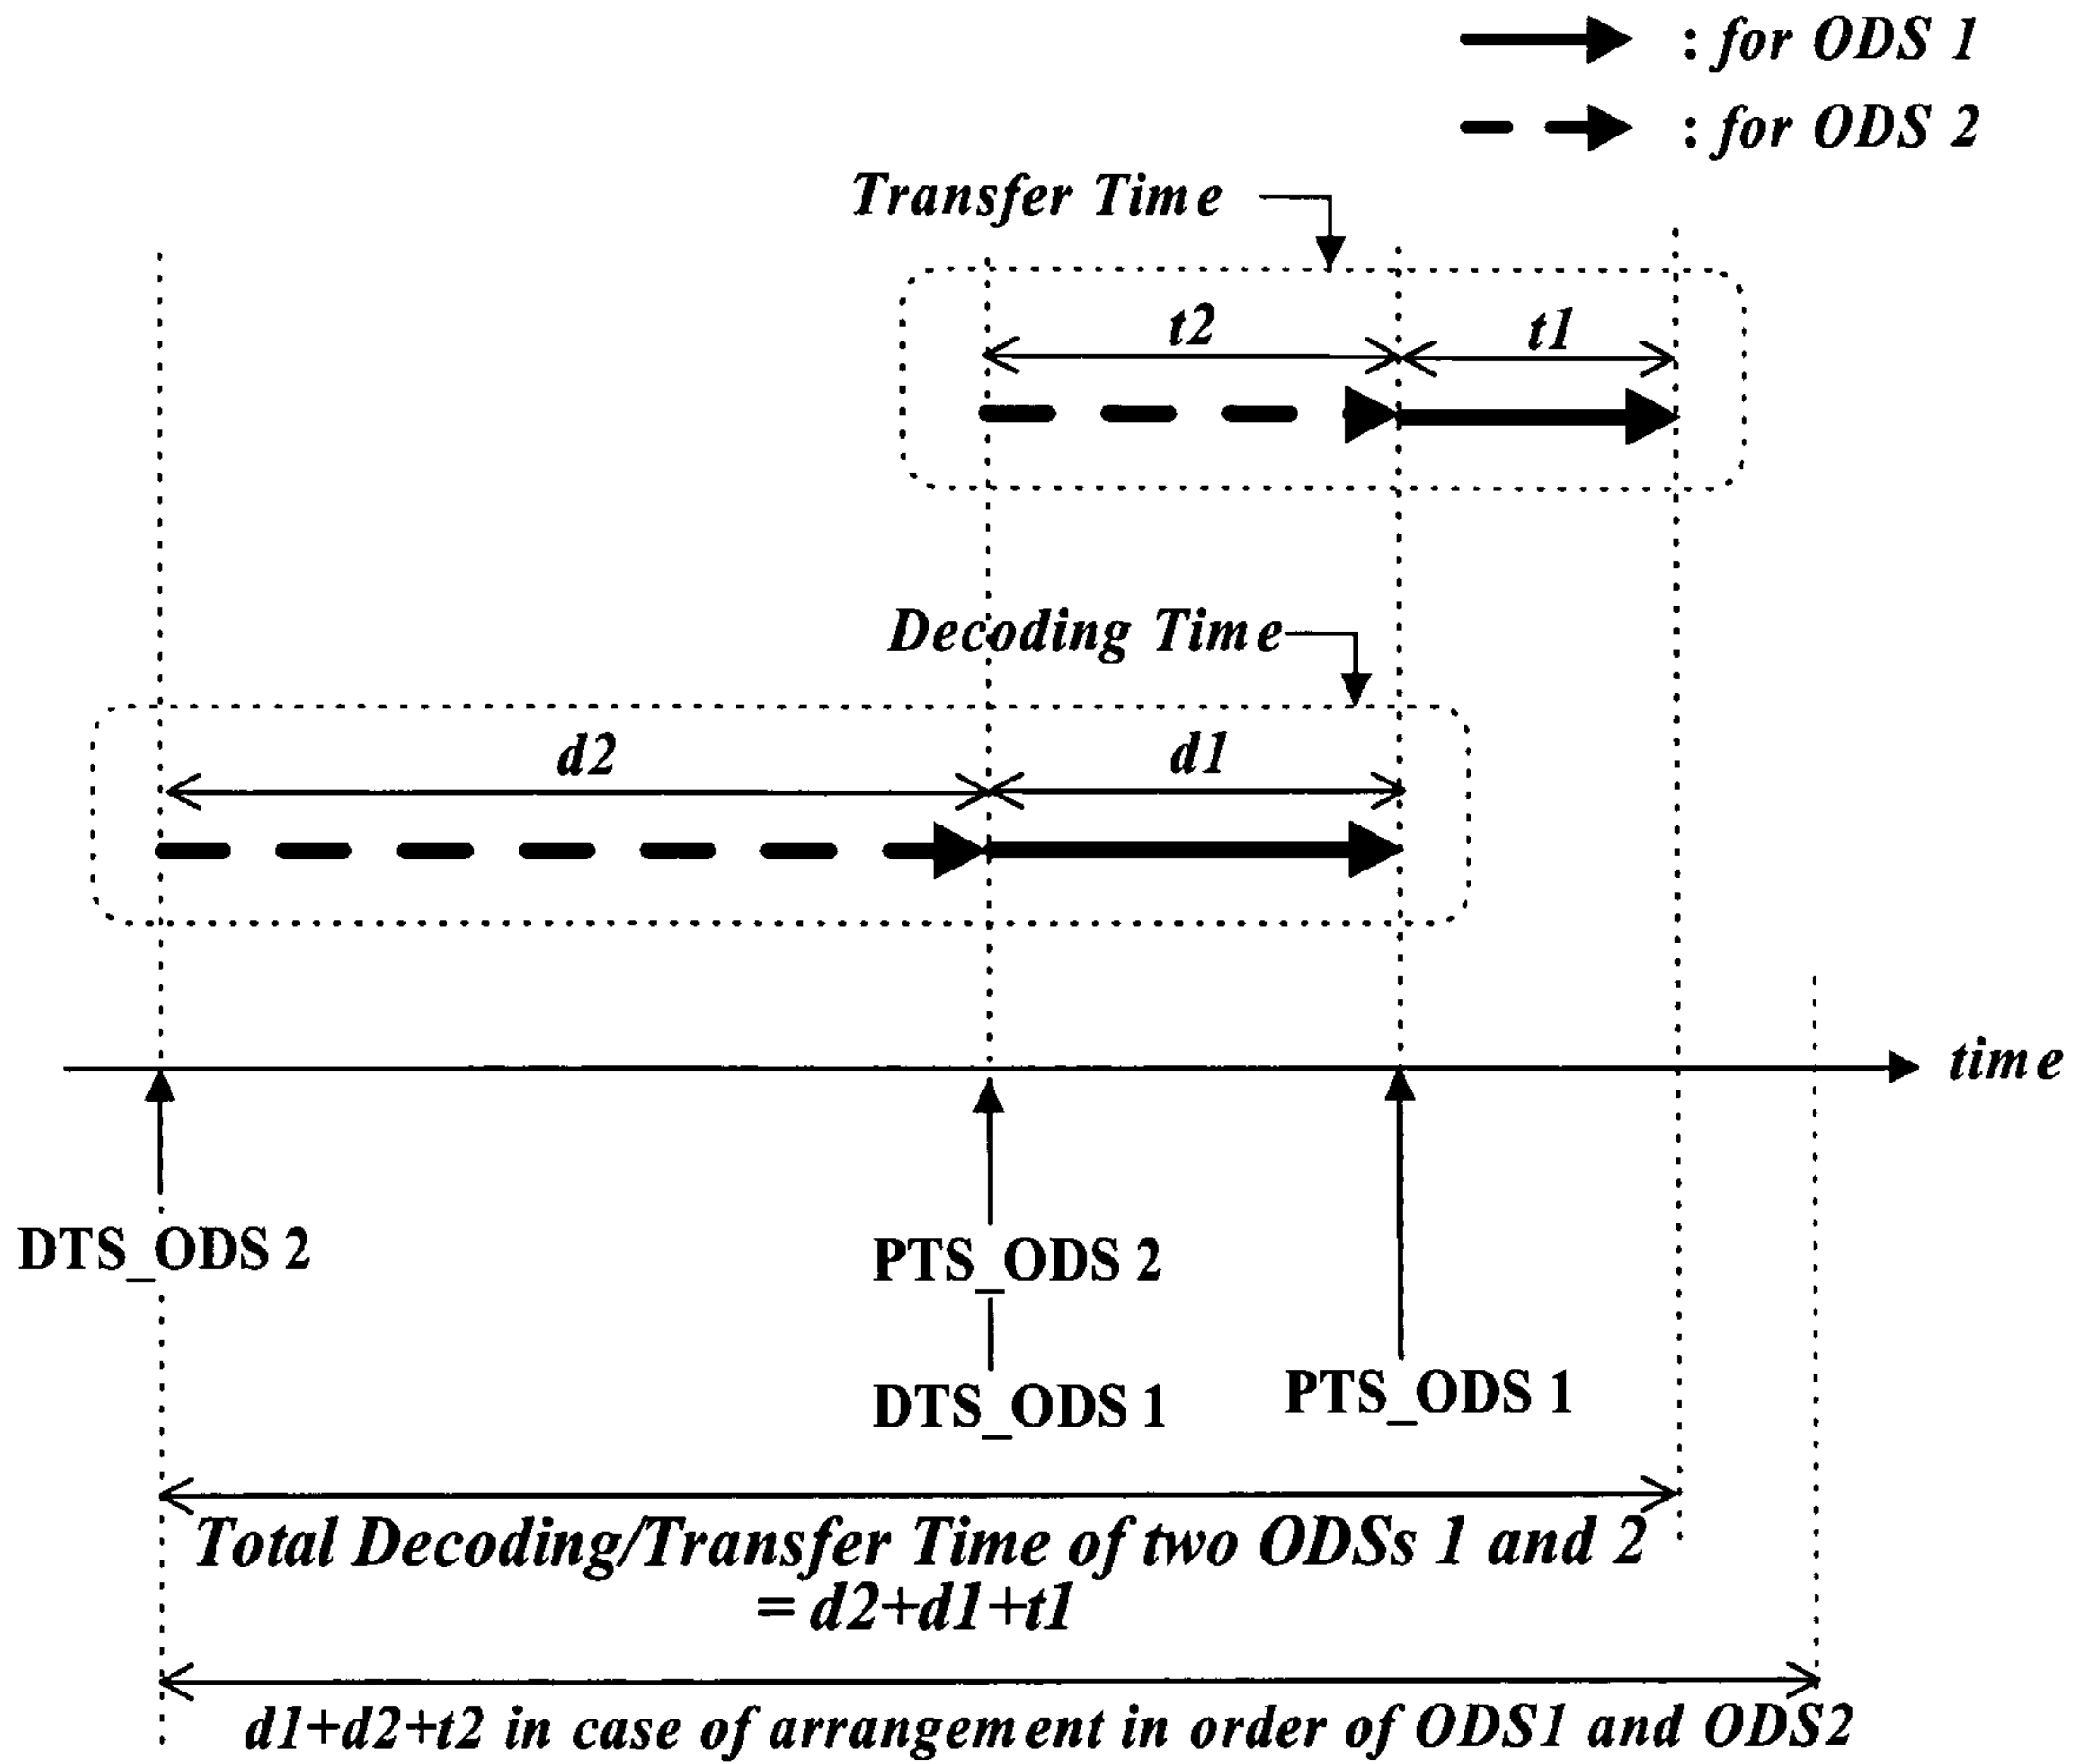 : for ODS 1
: for ODS 2
Transfer Time
t2
t1
Decoding Time
d2
d1
time
DTS_ODS 2
PTS_ODS 2
DTS_ODS 1
PTS_ODS 1
Total Decoding/Transfer Time of two ODSs 1 and 2
= d2+d1+t1
d1+d2+t2 in case of arrangement in order of ODS1 and ODS2